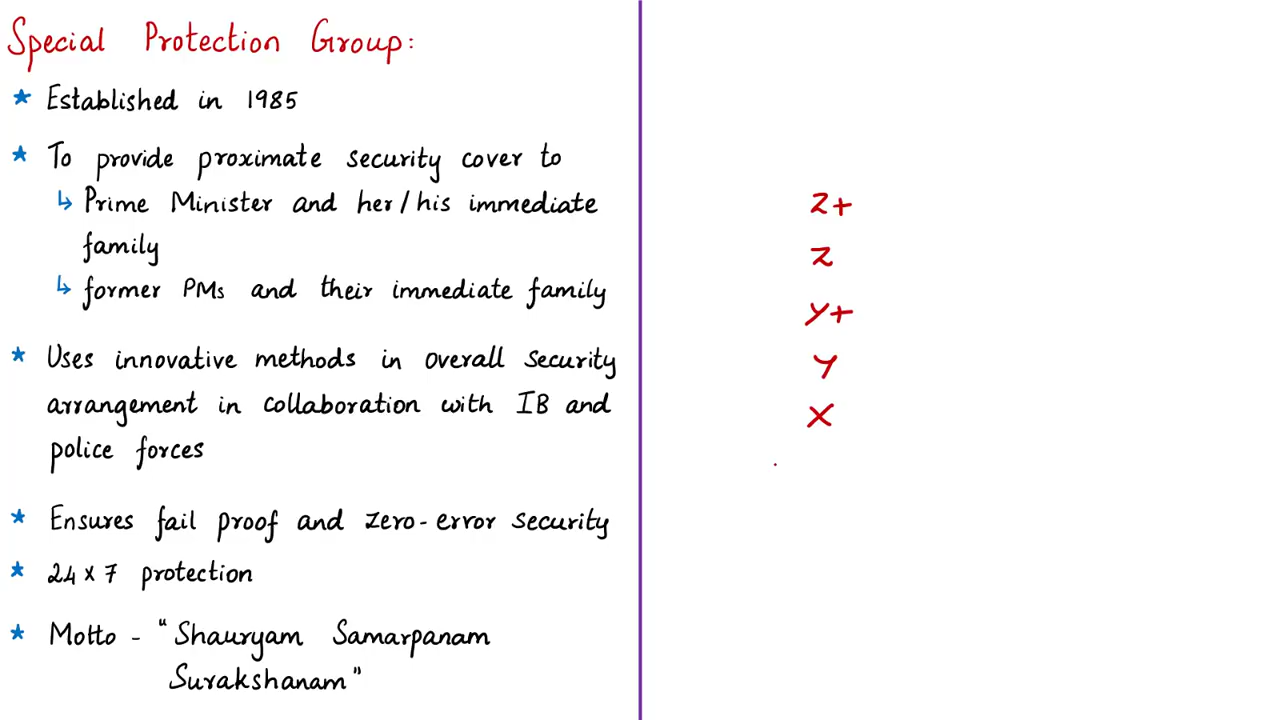 Special Protection Group:
★ Established in 1985
★ To provide proximate security cover to
↳ Prime Minister and her/his immediate
family
↳ former PMs and their immediate family
★ Uses innovative methods in overall security
arrangement in collaboration with IB and
police forces
★ Ensures fail proof and zero-error security
★ 24 x 7 protection
★ Motto - "Shauryam Samarpanam
Surakshanam"
Z+
Z
Y+
Y
X